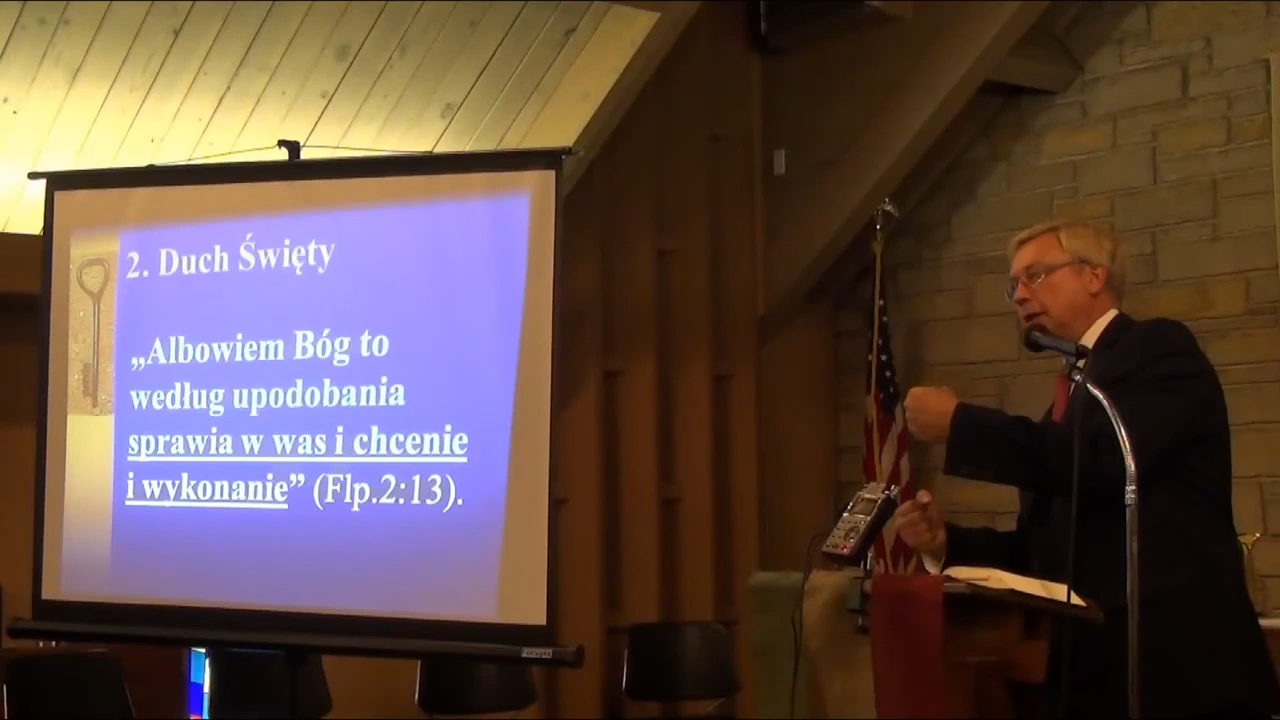 2. Duch Święty
„Albowiem Bóg to
według upodobania
sprawia w was i chcenie
i wykonanie” (Flp.2:13).